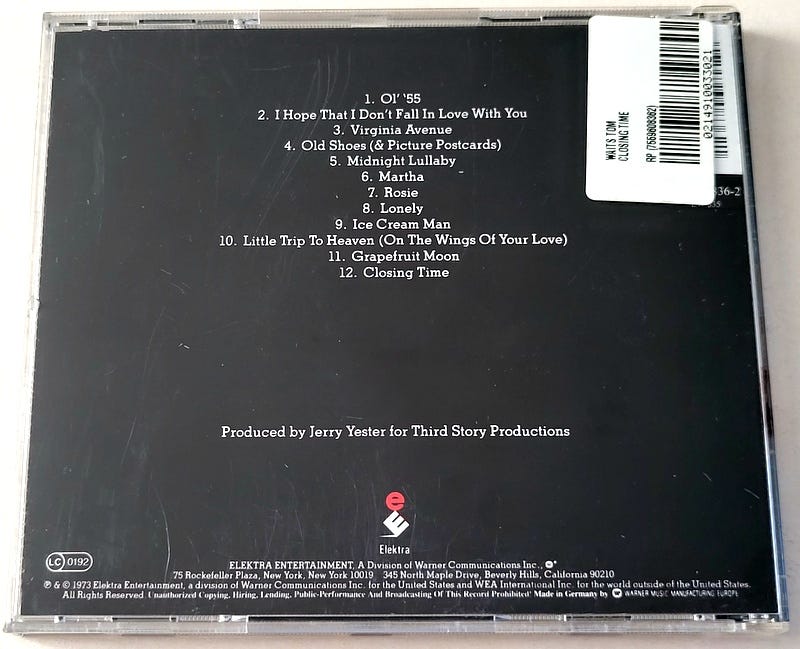 1. Ol' '55
2. I Hope That I Don't Fall In Love With You
3. Virginia Avenue
4. Old Shoes (& Picture Postcards)
5. Midnight Lullaby
6. Martha
7. Rosie
8. Lonely
9. Ice Cream Man
10. Little Trip To Heaven (On The Wings Of Your Love)
11. Grapefruit Moon
12. Closing Time
WAITS TOM
CLOSING TIME
RP (7559608362)
0214910033021
836-2
Produced by Jerry Yester for Third Story Productions
e
E
Elektra
LC 0192
ELEKTRA ENTERTAINMENT, A Division of Warner Communications Inc.,
75 Rockefeller Plaza, New York, New York 10019 345 North Maple Drive, Beverly Hills, California 90210
℗ & © 1973 Elektra Entertainment, a division of Warner Communications Inc. for the United States and WEA International Inc. for the world outside of the United States.
All Rights Reserved. Unauthorized Copying, Hiring, Lending, Public-Performance And Broadcasting Of This Record Prohibited! Made in Germany by WARNER MUSIC MANUFACTURING EUROPE